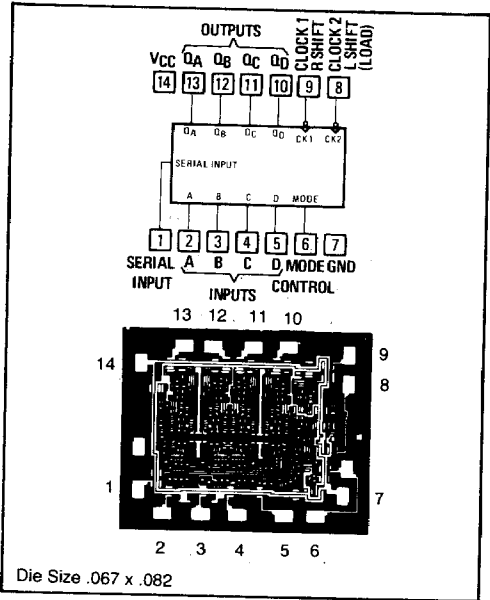 OUTPUTS
CLOCK 1
R SHIFT
CLOCK 2
L SHIFT
(LOAD)
VCC QA QB QC QD
14 13 12 11 10 9 8
QA QB QC QD CK1 CK2
SERIAL INPUT
A B C D MODE
1 2 3 4 5 6 7
SERIAL INPUT
A B C D MODE CONTROL GND
INPUTS
13 12 11 10
14
9
8
1
7
2 3 4 5 6
Die Size .067 x .082